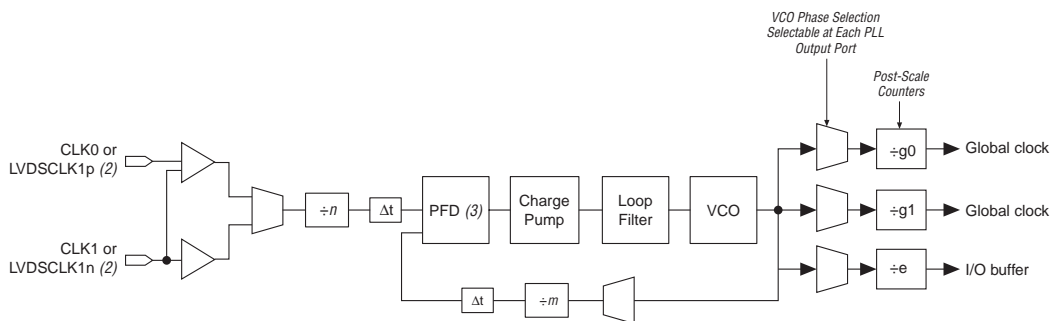 VCO Phase Selection
Selectable at Each PLL
Output Port
Post-Scale
Counters
CLK0 or
LVDSCLK1p (2)
÷g0
Global clock
÷n
Δt
PFD (3)
Charge
Pump
Loop
Filter
VCO
÷g1
Global clock
CLK1 or
LVDSCLK1n (2)
÷e
I/O buffer
Δt
÷m